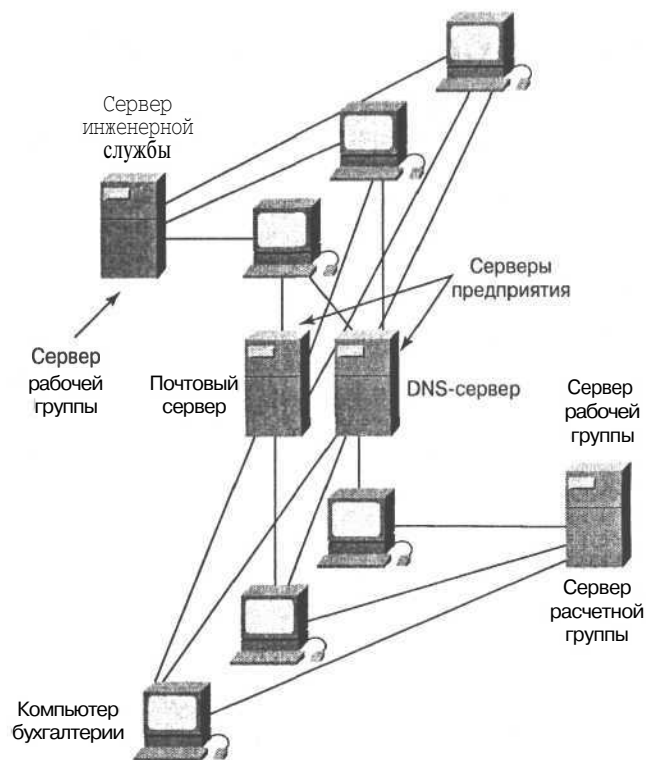 Сервер
инженерной
службы
Серверы
предприятия
Сервер
рабочей
группы
Почтовый
сервер
DNS-сервер
Сервер
рабочей
группы
Сервер
расчетной
группы
Компьютер
бухгалтерии